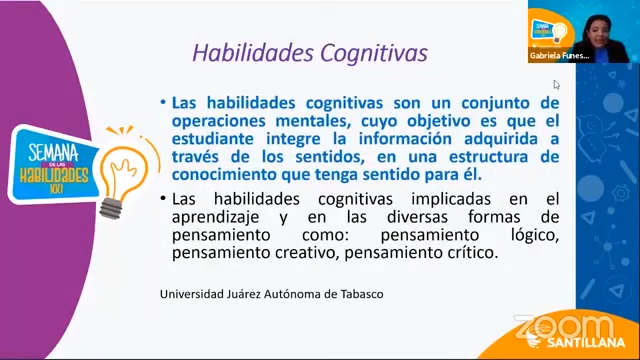 Habilidades Cognitivas
• Las habilidades cognitivas son un conjunto de
operaciones mentales, cuyo objetivo es que el
estudiante integre la información adquirida a
través de los sentidos, en una estructura de
conocimiento que tenga sentido para él.
• Las habilidades cognitivas implicadas en el
aprendizaje y en las diversas formas de
pensamiento como: pensamiento lógico,
pensamiento creativo, pensamiento crítico.
Universidad Juárez Autónoma de Tabasco
SEMANA
DE LAS
HABILIDADES
XXI
Gabriela Funes...
zoom
SANTILLANA